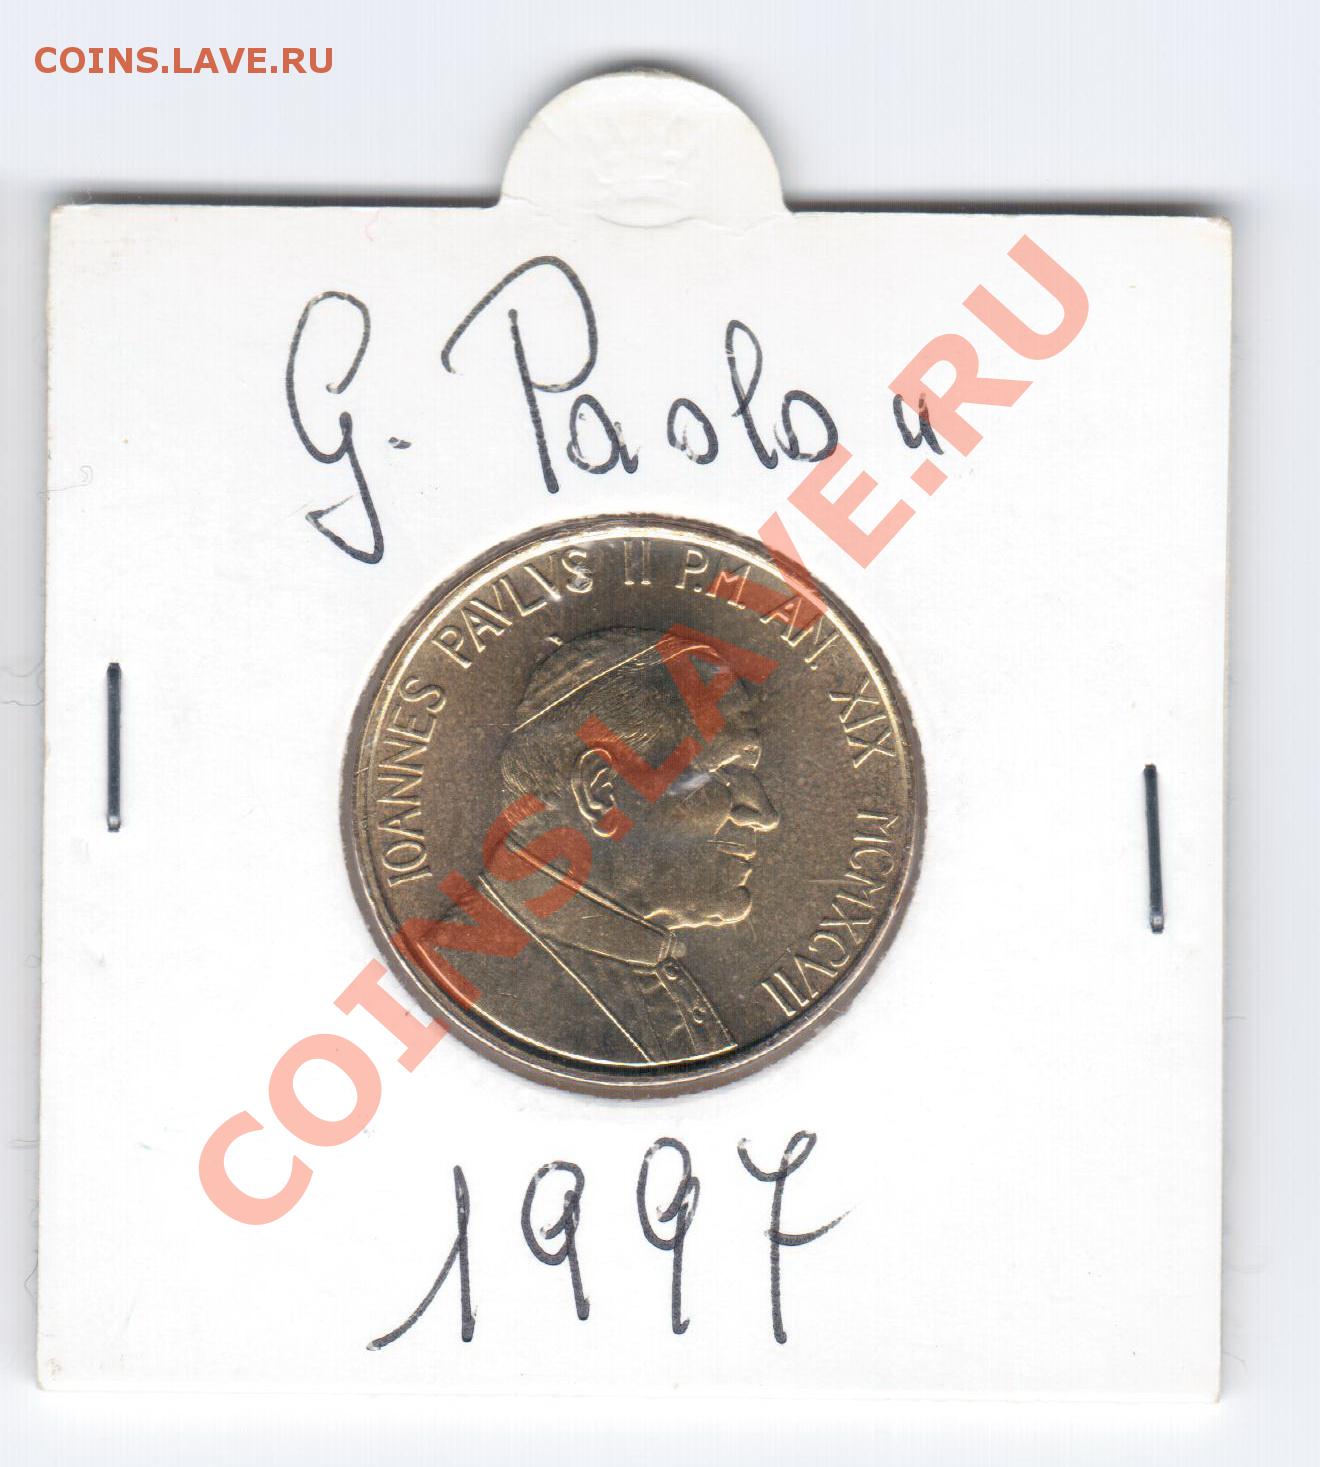 COINS.LAVE.RU
G. Paolo II
IOANNES PAVLVS II P.M. AN. XIX MCMXCVII
1997
COINS.LAVE.RU